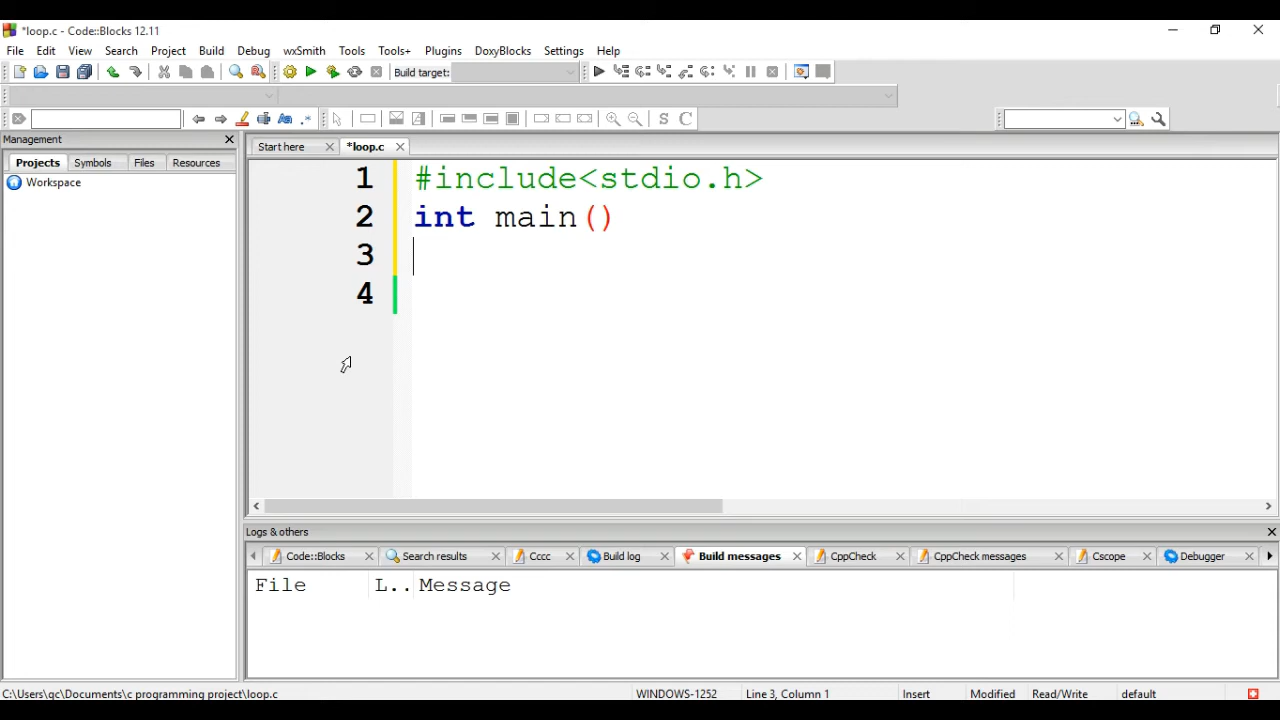 *loop.c - Code::Blocks 12.11
File Edit View Search Project Build Debug wxSmith Tools Tools+ Plugins DoxyBlocks Settings Help
Build target:
S C
Management
Projects Symbols Files Resources
Workspace
Start here *loop.c
1 #include<stdio.h>
2 int main()
3
4
Logs & others
Code::Blocks Search results Cccc Build log Build messages CppCheck CppCheck messages Cscope Debugger
File L.. Message
C:\Users\qc\Documents\c programming project\loop.c WINDOWS-1252 Line 3, Column 1 Insert Modified Read/Write default